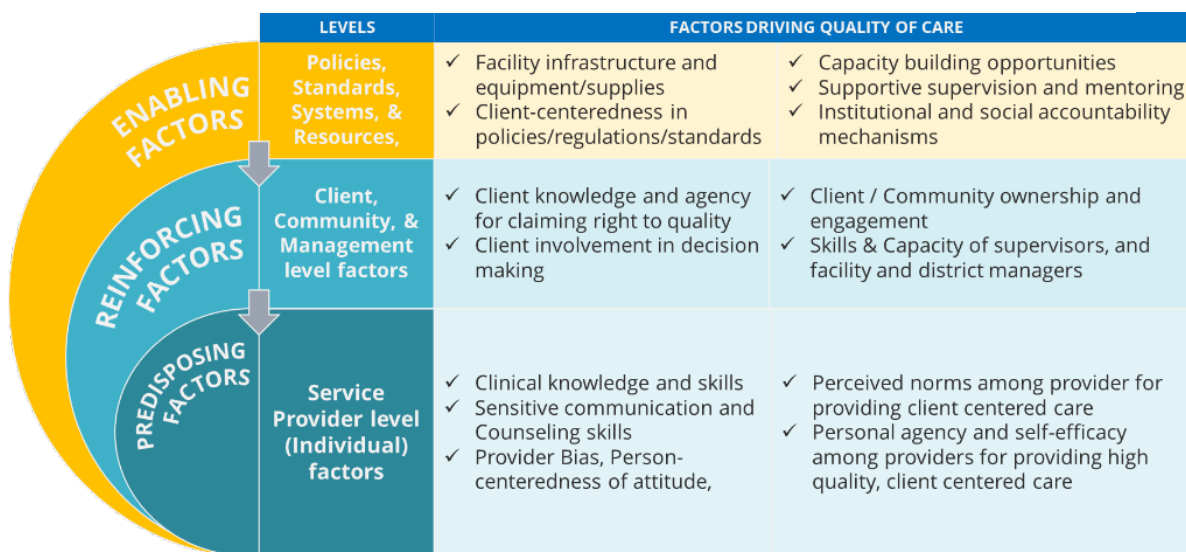 LEVELS
FACTORS DRIVING QUALITY OF CARE
ENABLING
FACTORS
Policies,
Standards,
Systems, &
Resources,
✓ Facility infrastructure and
equipment/supplies
✓ Client-centeredness in
policies/regulations/standards
✓ Capacity building opportunities
✓ Supportive supervision and mentoring
✓ Institutional and social accountability
mechanisms
REINFORCING
FACTORS
Client,
Community, &
Management
level factors
✓ Client knowledge and agency
for claiming right to quality
✓ Client involvement in decision
making
✓ Client / Community ownership and
engagement
✓ Skills & Capacity of supervisors, and
facility and district managers
PREDISPOSING
FACTORS
Service
Provider level
(Individual)
factors
✓ Clinical knowledge and skills
✓ Sensitive communication and
Counseling skills
✓ Provider Bias, Person-
centeredness of attitude,
✓ Perceived norms among provider for
providing client centered care
✓ Personal agency and self-efficacy
among providers for providing high
quality, client centered care